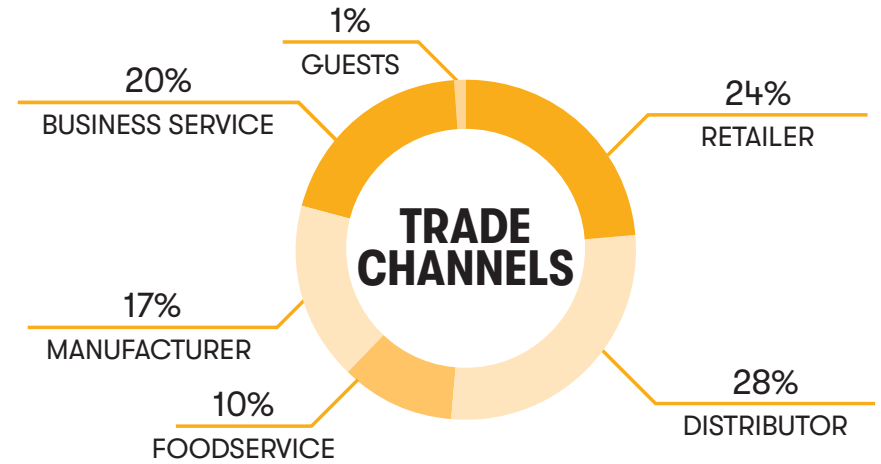 1%
GUESTS
20%
BUSINESS SERVICE
24%
RETAILER
TRADE
CHANNELS
17%
MANUFACTURER
10%
FOODSERVICE
28%
DISTRIBUTOR